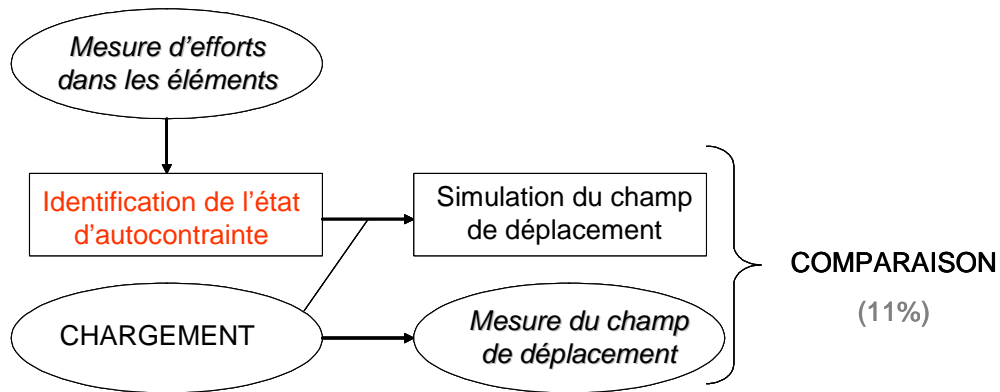 Mesure d'efforts
dans les éléments
Identification de l'état
d'autocontrainte
Simulation du champ
de déplacement
COMPARAISON
(11%)
CHARGEMENT
Mesure du champ
de déplacement